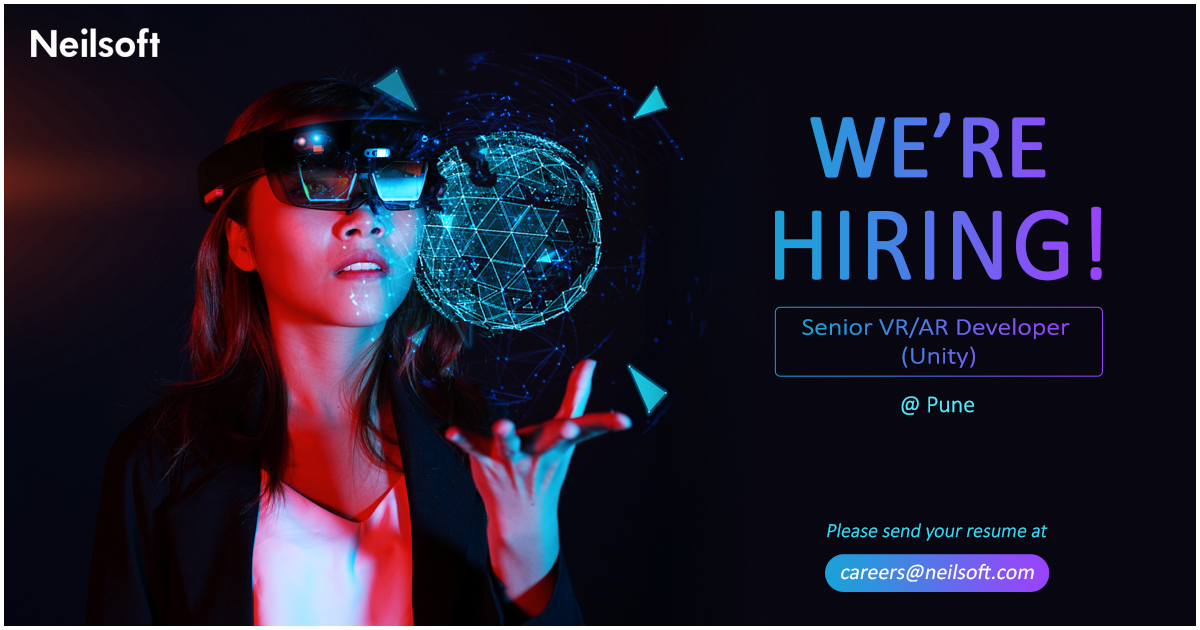 Neilsoft
WE’RE
HIRING!
Senior VR/AR Developer
(Unity)
@ Pune
Please send your resume at
careers@neilsoft.com